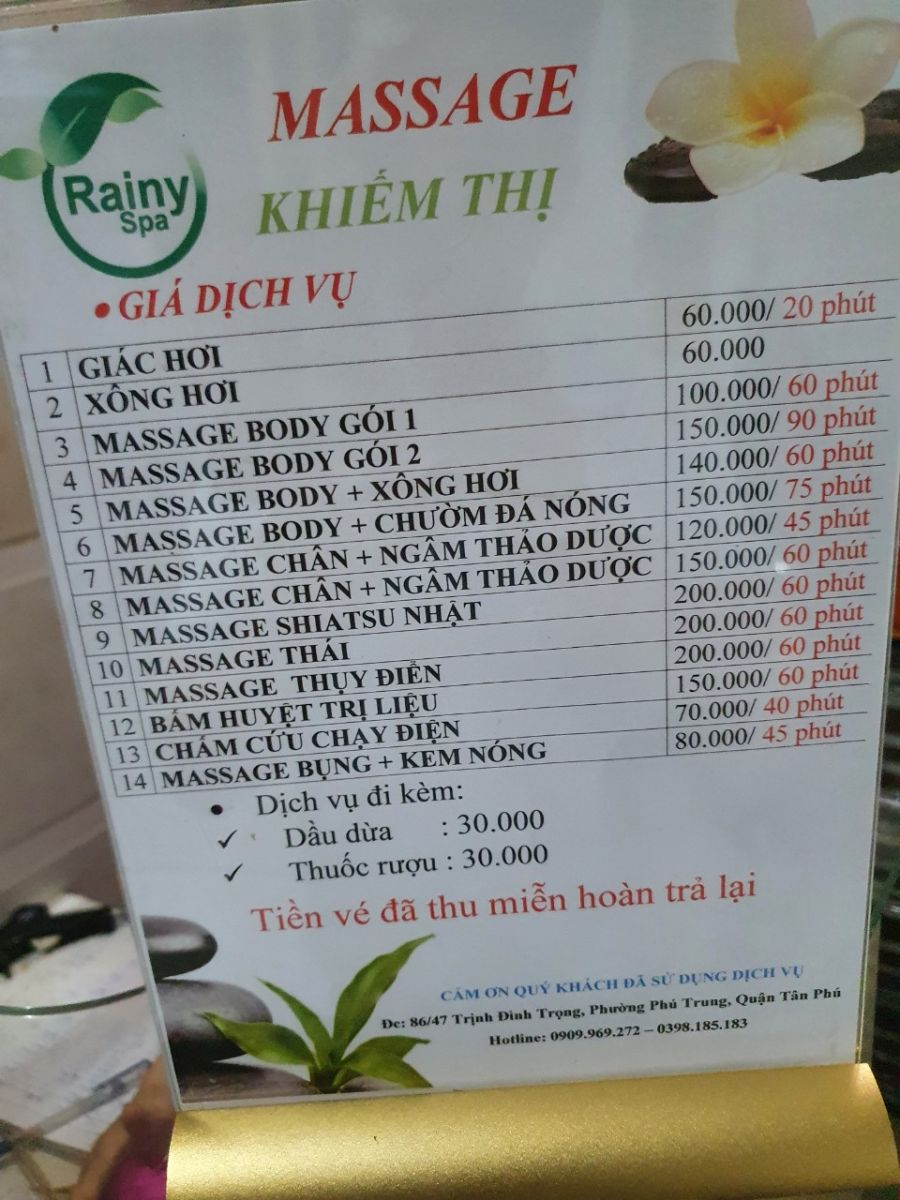 Rainy
Spa
MASSAGE
KHIẾM THỊ
• GIÁ DỊCH VỤ
1 GIÁC HƠI 60.000/ 20 phút
2 XÔNG HƠI 60.000
3 MASSAGE BODY GÓI 1 100.000/ 60 phút
4 MASSAGE BODY GÓI 2 150.000/ 90 phút
5 MASSAGE BODY + XÔNG HƠI 140.000/ 60 phút
6 MASSAGE BODY + CHƯỜM ĐÁ NÓNG 150.000/ 75 phút
7 MASSAGE CHÂN + NGÂM THẢO DƯỢC 120.000/ 45 phút
8 MASSAGE CHÂN + NGÂM THẢO DƯỢC 150.000/ 60 phút
9 MASSAGE SHIATSU NHẬT 200.000/ 60 phút
10 MASSAGE THÁI 200.000/ 60 phút
11 MASSAGE THỤY ĐIỂN 200.000/ 60 phút
12 BẤM HUYỆT TRỊ LIỆU 150.000/ 60 phút
13 CHÂM CỨU CHẠY ĐIỆN 70.000/ 40 phút
14 MASSAGE BỤNG + KEM NÓNG 80.000/ 45 phút
• Dịch vụ đi kèm:
✓ Dầu dừa : 30.000
✓ Thuốc rượu : 30.000
Tiền vé đã thu miễn hoàn trả lại
CẢM ƠN QUÝ KHÁCH ĐÃ SỬ DỤNG DỊCH VỤ
Đc: 86/47 Trịnh Đình Trọng, Phường Phú Trung, Quận Tân Phú
Hotline: 0909.969.272 – 0398.185.183